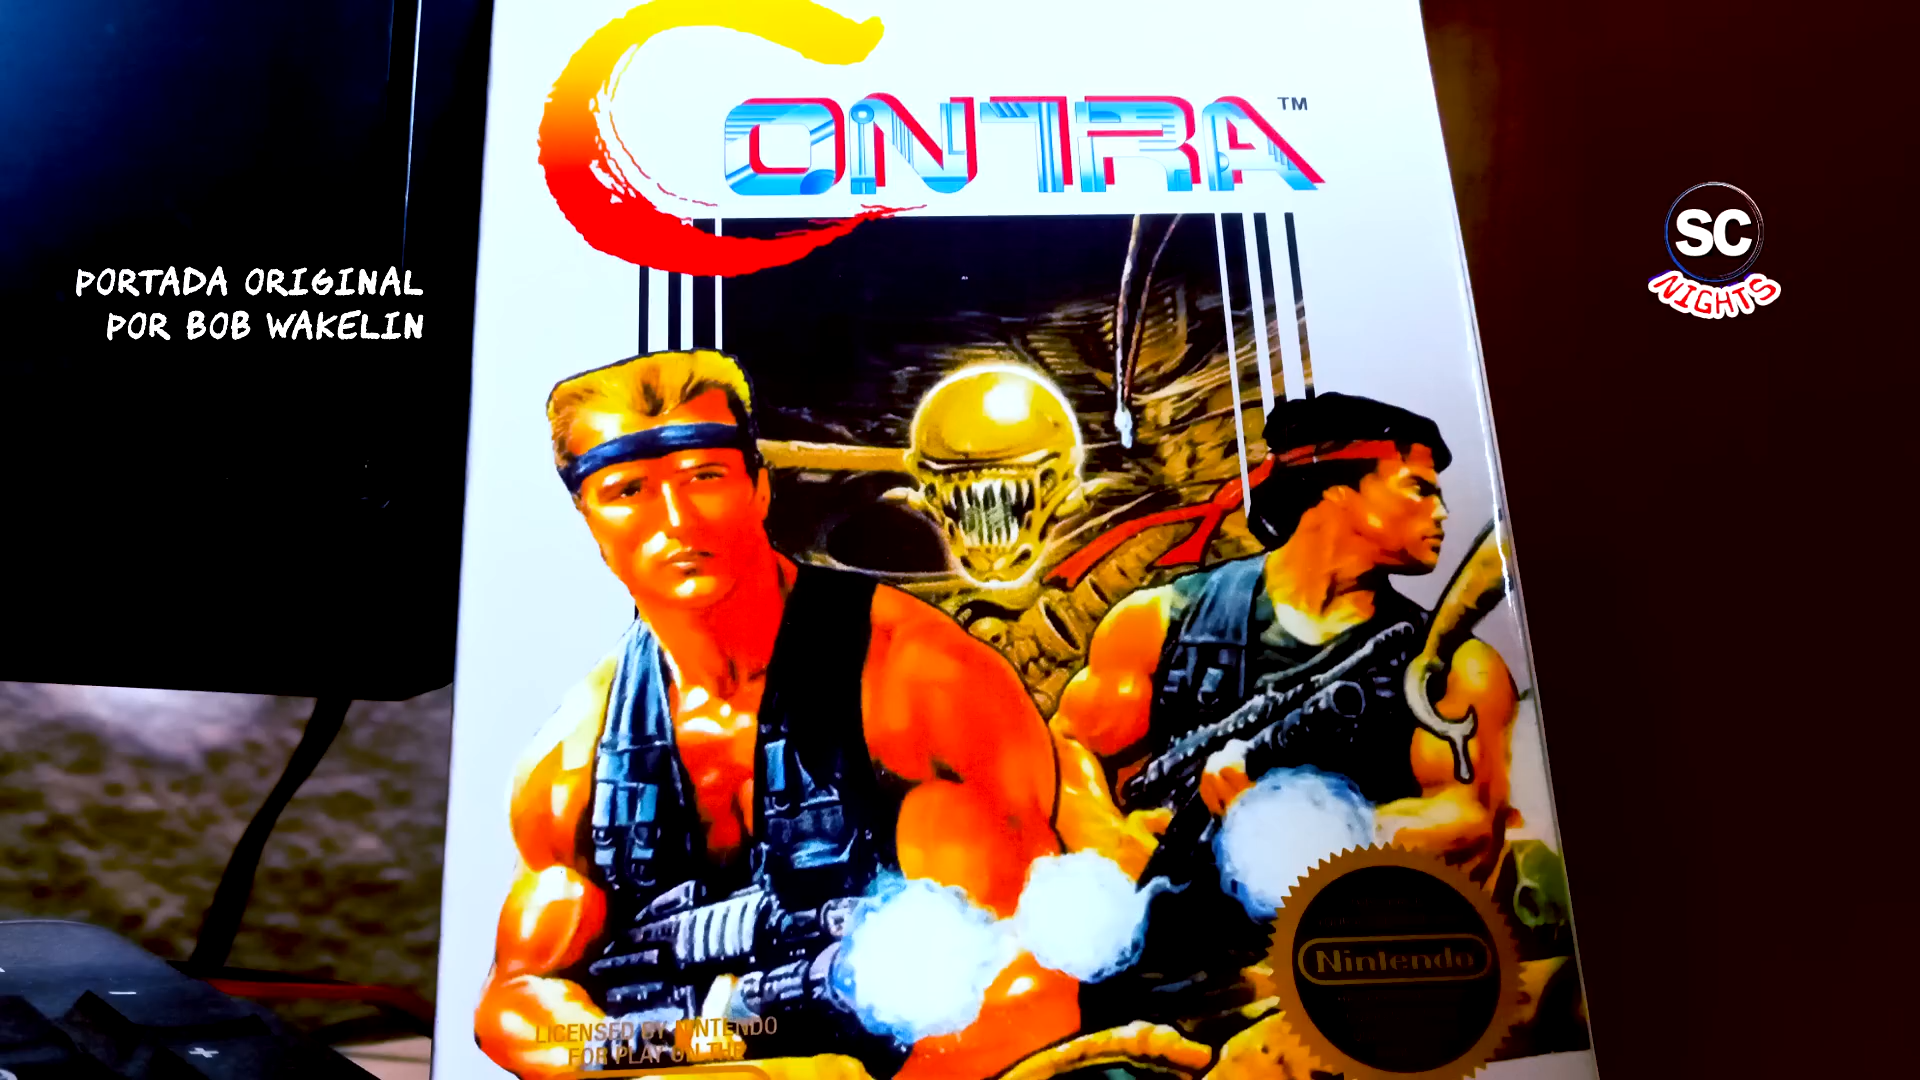 CONTRA™
PORTADA ORIGINAL
POR BOB WAKELIN
SC
NIGHTS
Nintendo
LICENSED BY NINTENDO
FOR PLAY ON THE